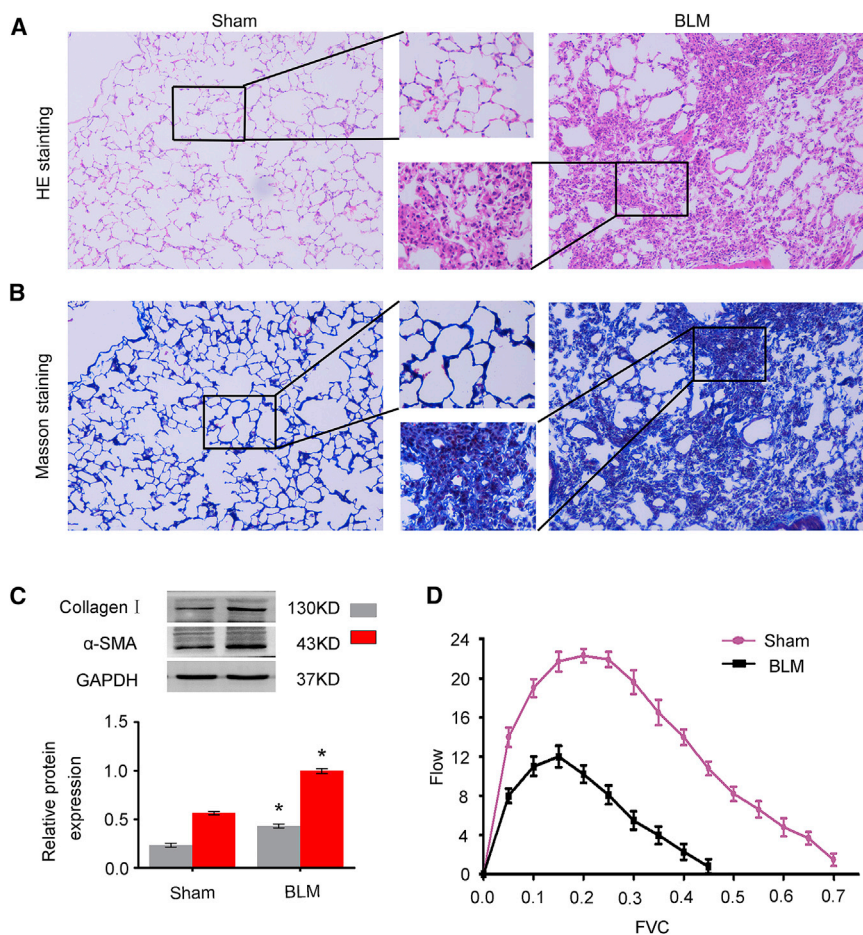 A
Sham
BLM
HE stainting
B
Masson staining
C
Collagen Ⅰ
130KD
α-SMA
43KD
GAPDH
37KD
Relative protein
expression
1.5
1.0
0.5
0.0
*
*
Sham
BLM
D
Sham
BLM
Flow
24
20
16
12
8
4
0
0.0 0.1 0.2 0.3 0.4 0.5 0.6 0.7
FVC